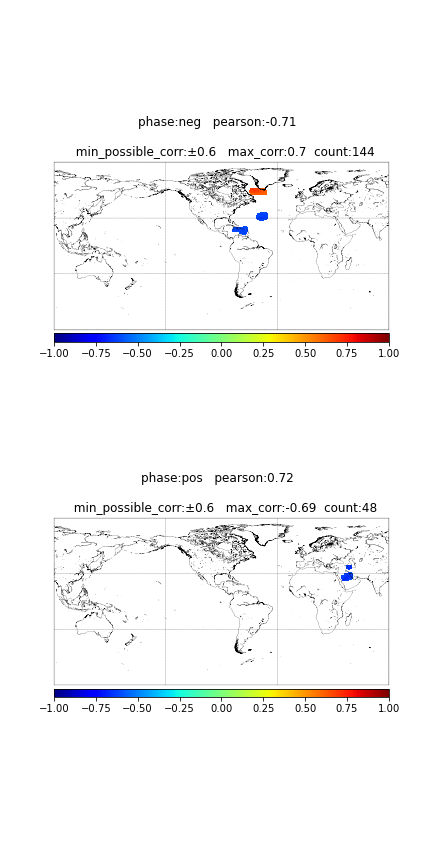 phase:neg   pearson:-0.71
min_possible_corr:±0.6   max_corr:0.7  count:144
−1.00 −0.75 −0.50 −0.25 0.00 0.25 0.50 0.75 1.00
phase:pos   pearson:0.72
min_possible_corr:±0.6   max_corr:-0.69  count:48
−1.00 −0.75 −0.50 −0.25 0.00 0.25 0.50 0.75 1.00